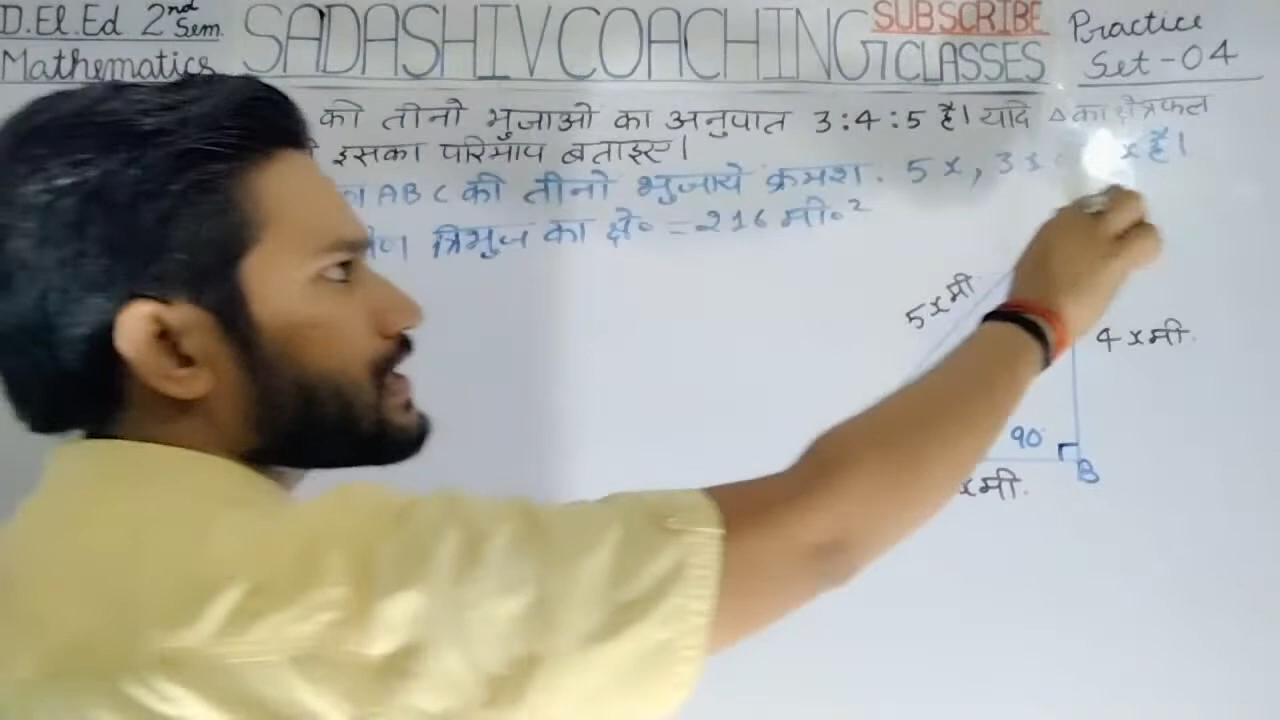 D.El.Ed 2nd Sem.
Mathematics
SADASHIV COACHING
SUBSCRIBE
CLASSES
Practice
Set-04
को तीनो भुजाओ का अनुपात 3:4:5 है। यदि Δ का क्षेत्रफल
इसका परिमाप बताइए।
ABC की तीनो भुजाये क्रमश. 5x, 3x x है।
त्रिभुज का क्षे० = 216 मी०²
5x मी
4x मी.
90°
B
x मी.